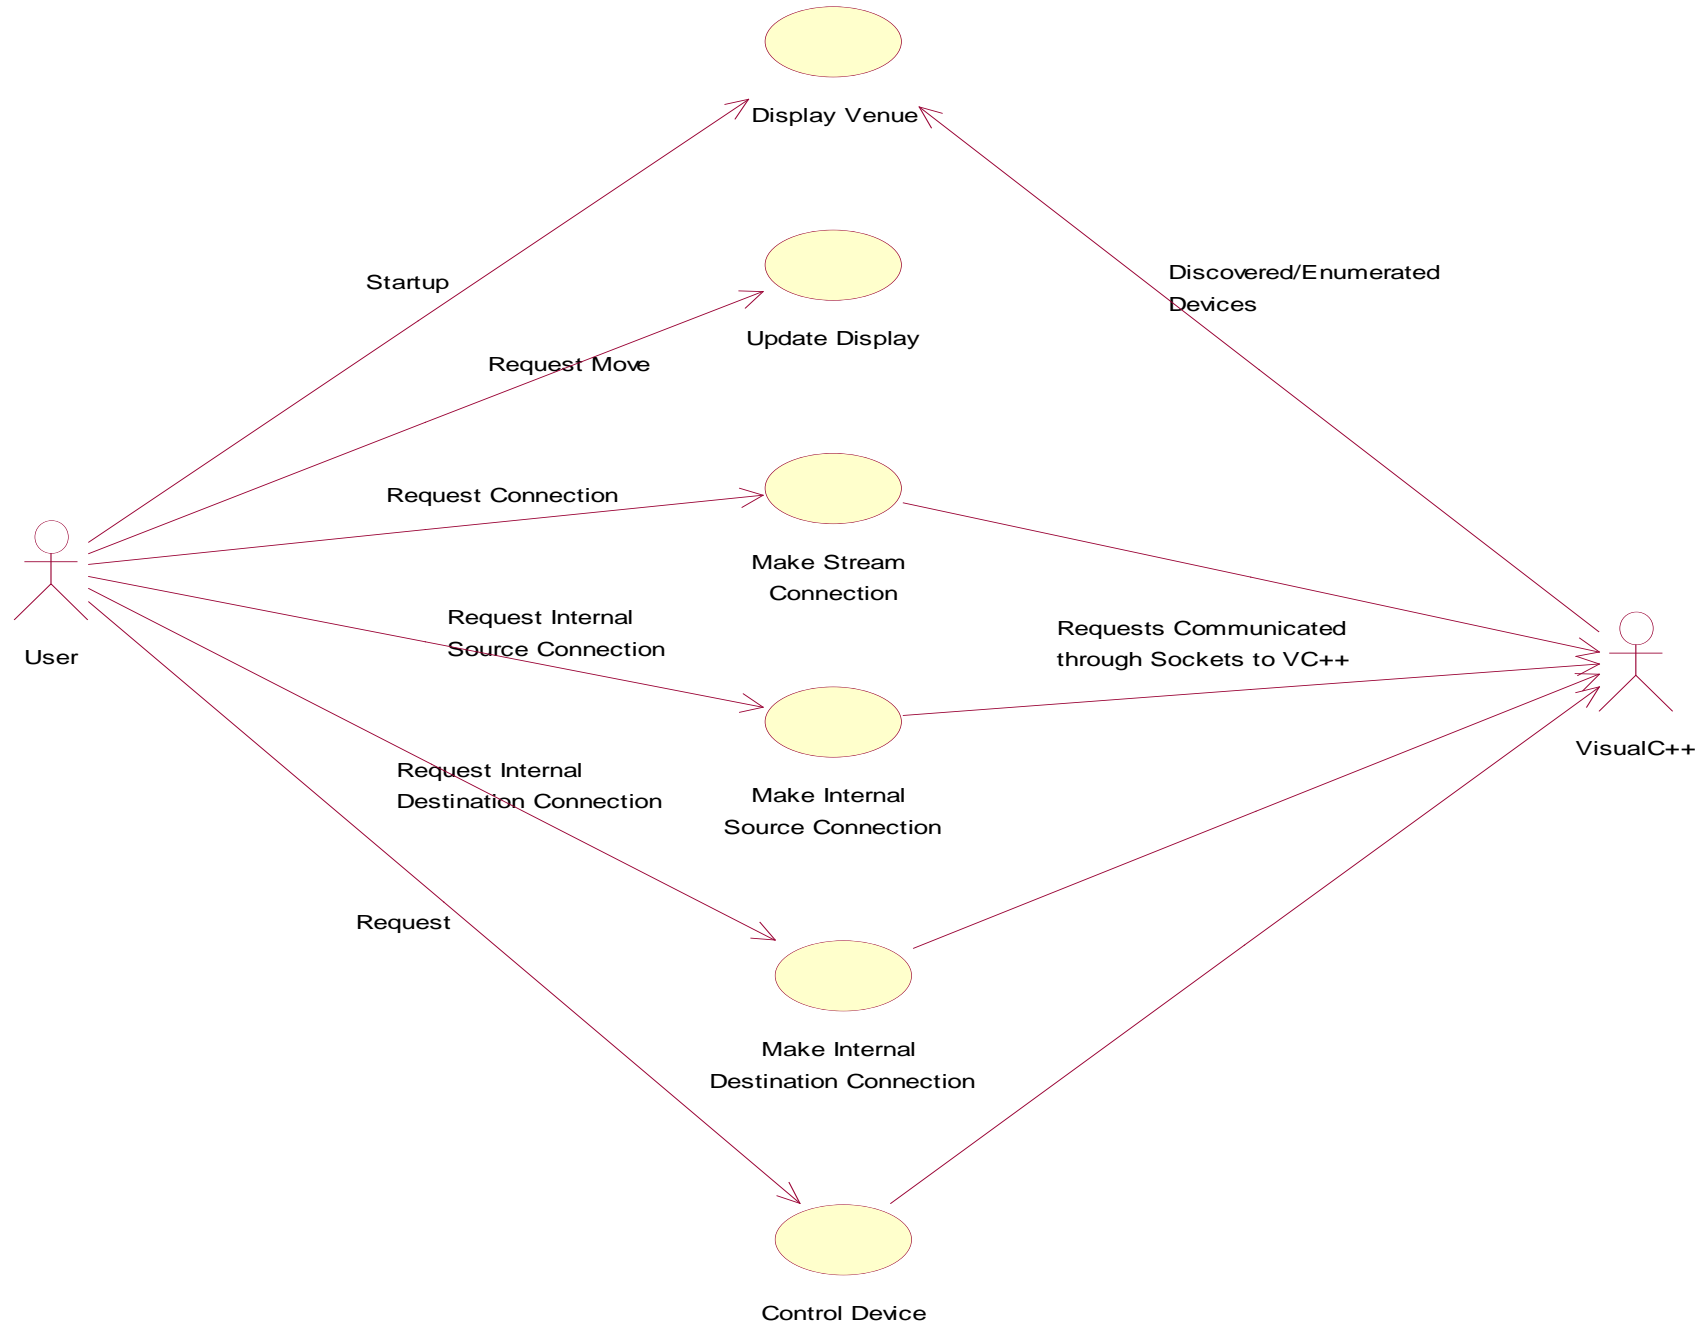 Display Venue
Startup
Discovered/Enumerated
Devices
Update Display
Request Move
Request Connection
Make Stream
Connection
Request Internal
Source Connection
Requests Communicated
through Sockets to VC++
User
VisualC++
Request Internal
Destination Connection
Make Internal
Source Connection
Request
Make Internal
Destination Connection
Control Device